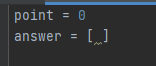 point = 0
answer = [ ]